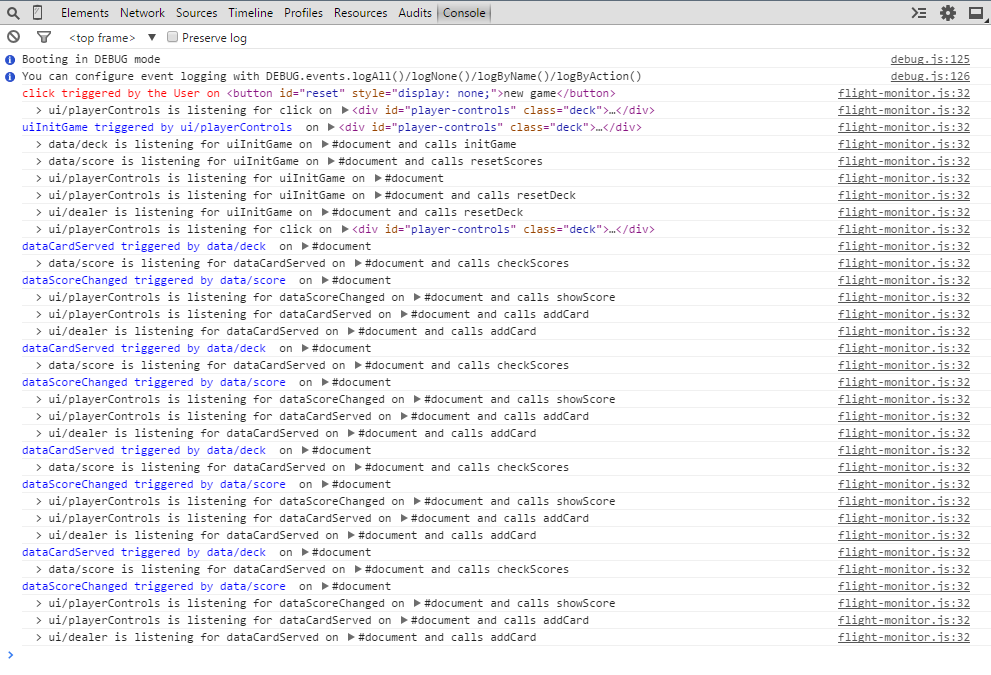 Elements Network Sources Timeline Profiles Resources Audits Console
<top frame> ▼ Preserve log
Booting in DEBUG mode debug.js:125
You can configure event logging with DEBUG.events.logAll()/logNone()/logByName()/logByAction() debug.js:126
click triggered by the User on <button id="reset" style="display: none;">new game</button> flight-monitor.js:32
> ui/playerControls is listening for click on ▶<div id="player-controls" class="deck">…</div> flight-monitor.js:32
uiInitGame triggered by ui/playerControls on ▶<div id="player-controls" class="deck">…</div> flight-monitor.js:32
> data/deck is listening for uiInitGame on ▶#document and calls initGame flight-monitor.js:32
> data/score is listening for uiInitGame on ▶#document and calls resetScores flight-monitor.js:32
> ui/playerControls is listening for uiInitGame on ▶#document flight-monitor.js:32
> ui/playerControls is listening for uiInitGame on ▶#document and calls resetDeck flight-monitor.js:32
> ui/dealer is listening for uiInitGame on ▶#document and calls resetDeck flight-monitor.js:32
> ui/playerControls is listening for click on ▶<div id="player-controls" class="deck">…</div> flight-monitor.js:32
dataCardServed triggered by data/deck on ▶#document flight-monitor.js:32
> data/score is listening for dataCardServed on ▶#document and calls checkScores flight-monitor.js:32
dataScoreChanged triggered by data/score on ▶#document flight-monitor.js:32
> ui/playerControls is listening for dataScoreChanged on ▶#document and calls showScore flight-monitor.js:32
> ui/playerControls is listening for dataCardServed on ▶#document and calls addCard flight-monitor.js:32
> ui/dealer is listening for dataCardServed on ▶#document and calls addCard flight-monitor.js:32
dataCardServed triggered by data/deck on ▶#document flight-monitor.js:32
> data/score is listening for dataCardServed on ▶#document and calls checkScores flight-monitor.js:32
dataScoreChanged triggered by data/score on ▶#document flight-monitor.js:32
> ui/playerControls is listening for dataScoreChanged on ▶#document and calls showScore flight-monitor.js:32
> ui/playerControls is listening for dataCardServed on ▶#document and calls addCard flight-monitor.js:32
> ui/dealer is listening for dataCardServed on ▶#document and calls addCard flight-monitor.js:32
dataCardServed triggered by data/deck on ▶#document flight-monitor.js:32
> data/score is listening for dataCardServed on ▶#document and calls checkScores flight-monitor.js:32
dataScoreChanged triggered by data/score on ▶#document flight-monitor.js:32
> ui/playerControls is listening for dataScoreChanged on ▶#document and calls showScore flight-monitor.js:32
> ui/playerControls is listening for dataCardServed on ▶#document and calls addCard flight-monitor.js:32
> ui/dealer is listening for dataCardServed on ▶#document and calls addCard flight-monitor.js:32
dataCardServed triggered by data/deck on ▶#document flight-monitor.js:32
> data/score is listening for dataCardServed on ▶#document and calls checkScores flight-monitor.js:32
dataScoreChanged triggered by data/score on ▶#document flight-monitor.js:32
> ui/playerControls is listening for dataScoreChanged on ▶#document and calls showScore flight-monitor.js:32
> ui/playerControls is listening for dataCardServed on ▶#document and calls addCard flight-monitor.js:32
> ui/dealer is listening for dataCardServed on ▶#document and calls addCard flight-monitor.js:32
>